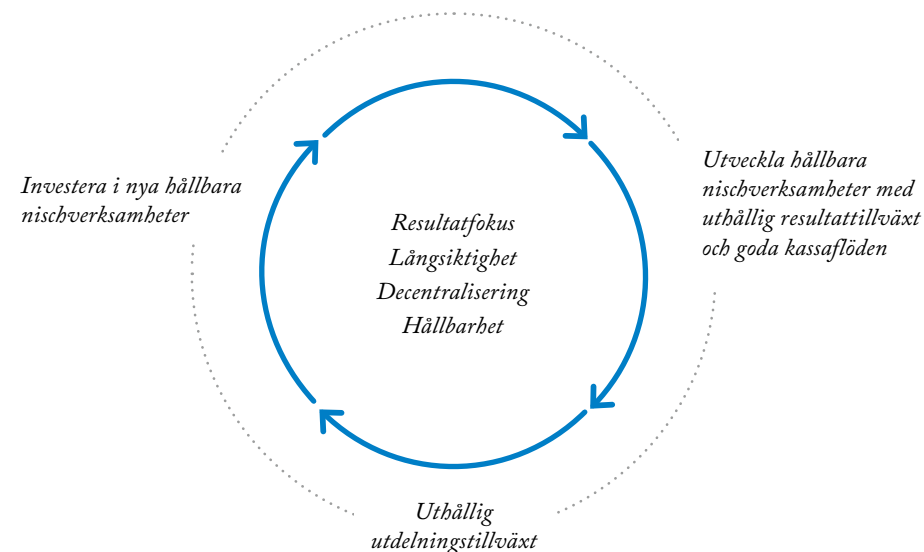 Investera i nya hållbara
nischverksamheter
Utveckla hållbara
nischverksamheter med
uthållig resultattillväxt
och goda kassaflöden
Resultatfokus
Långsiktighet
Decentralisering
Hållbarhet
Uthållig
utdelningstillväxt